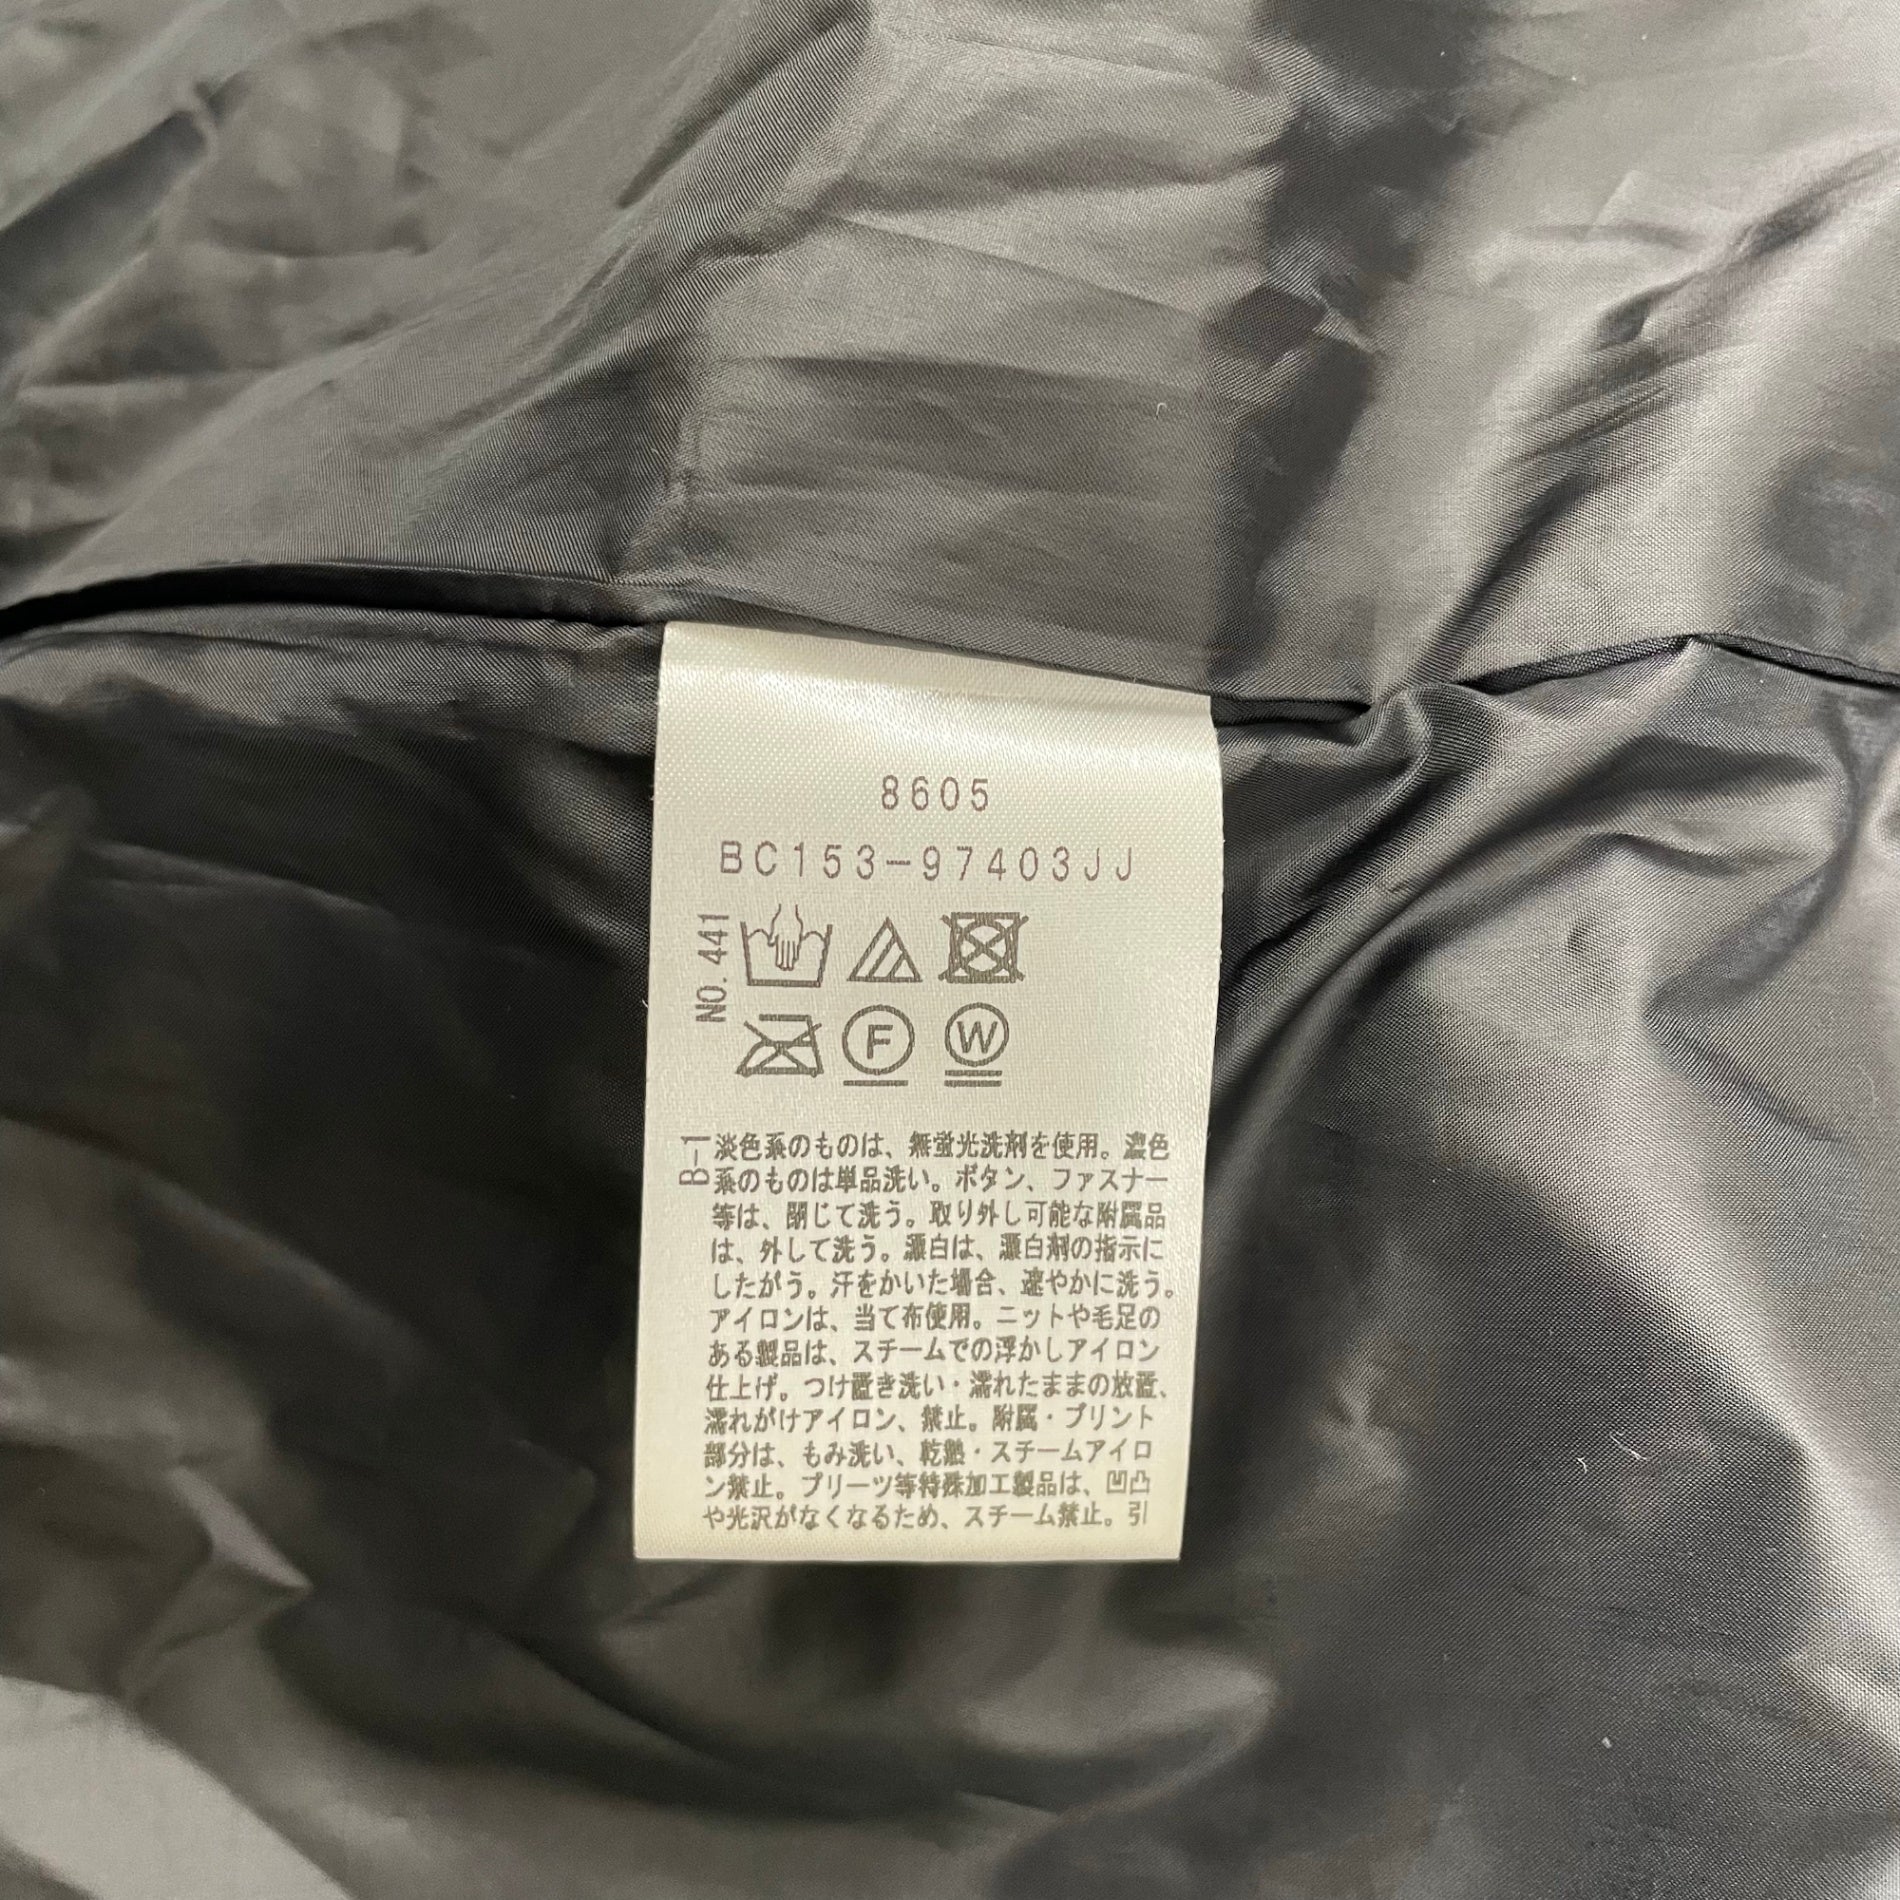 8605
BC153-97403JJ
NO.441
F
W
B-1
淡色系のものは、無蛍光洗剤を使用。濃色
系のものは単品洗い。ボタン、ファスナー
等は、閉じて洗う。取り外し可能な附属品
は、外して洗う。漂白は、漂白剤の指示に
したがう。汗をかいた場合、速やかに洗う。
アイロンは、当て布使用。ニットや毛足の
ある製品は、スチームでの浮かしアイロン
仕上げ。つけ置き洗い・濡れたままの放置、
濡れがけアイロン、禁止。附属・プリント
部分は、もみ洗い、乾熱・スチームアイロ
ン禁止。プリーツ等特殊加工製品は、凹凸
や光沢がなくなるため、スチーム禁止。引